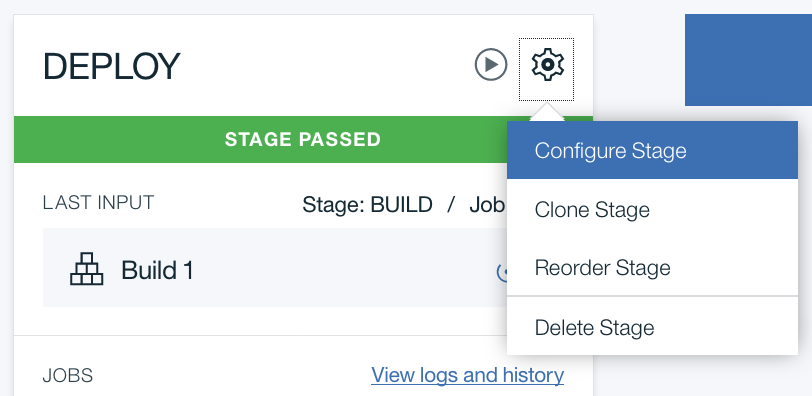 DEPLOY
STAGE PASSED
Configure Stage
LAST INPUT
Stage: BUILD / Job
Clone Stage
Build 1
Reorder Stage
Delete Stage
JOBS
View logs and history